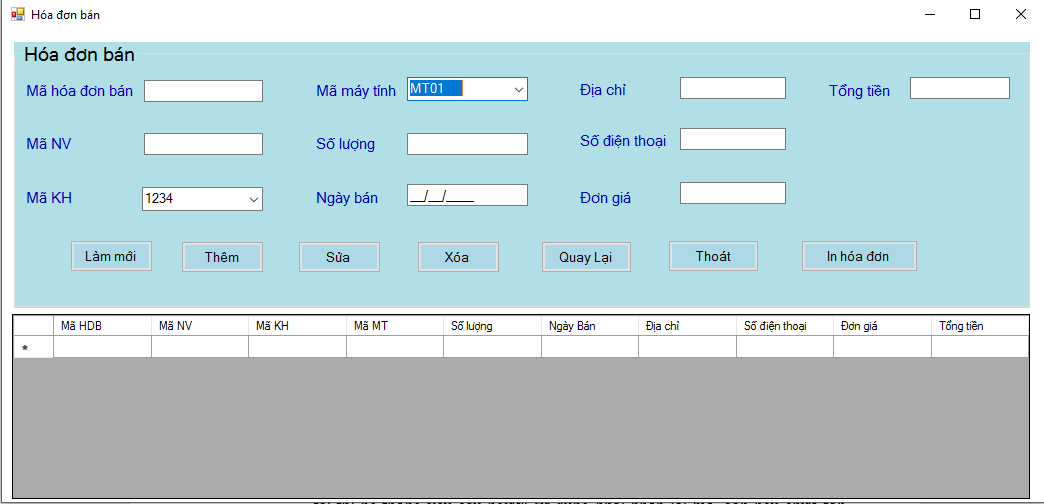 Hóa đơn bán
Hóa đơn bán
Mã hóa đơn bán Mã máy tính MT01 Địa chỉ Tổng tiền
Mã NV Số lượng Số điện thoại
Mã KH 1234 Ngày bán __/__/____ Đơn giá
Làm mới Thêm Sửa Xóa Quay Lại Thoát In hóa đơn
Mã HDB Mã NV Mã KH Mã MT Số lượng Ngày Bán Địa chỉ Số điện thoại Đơn giá Tổng tiền